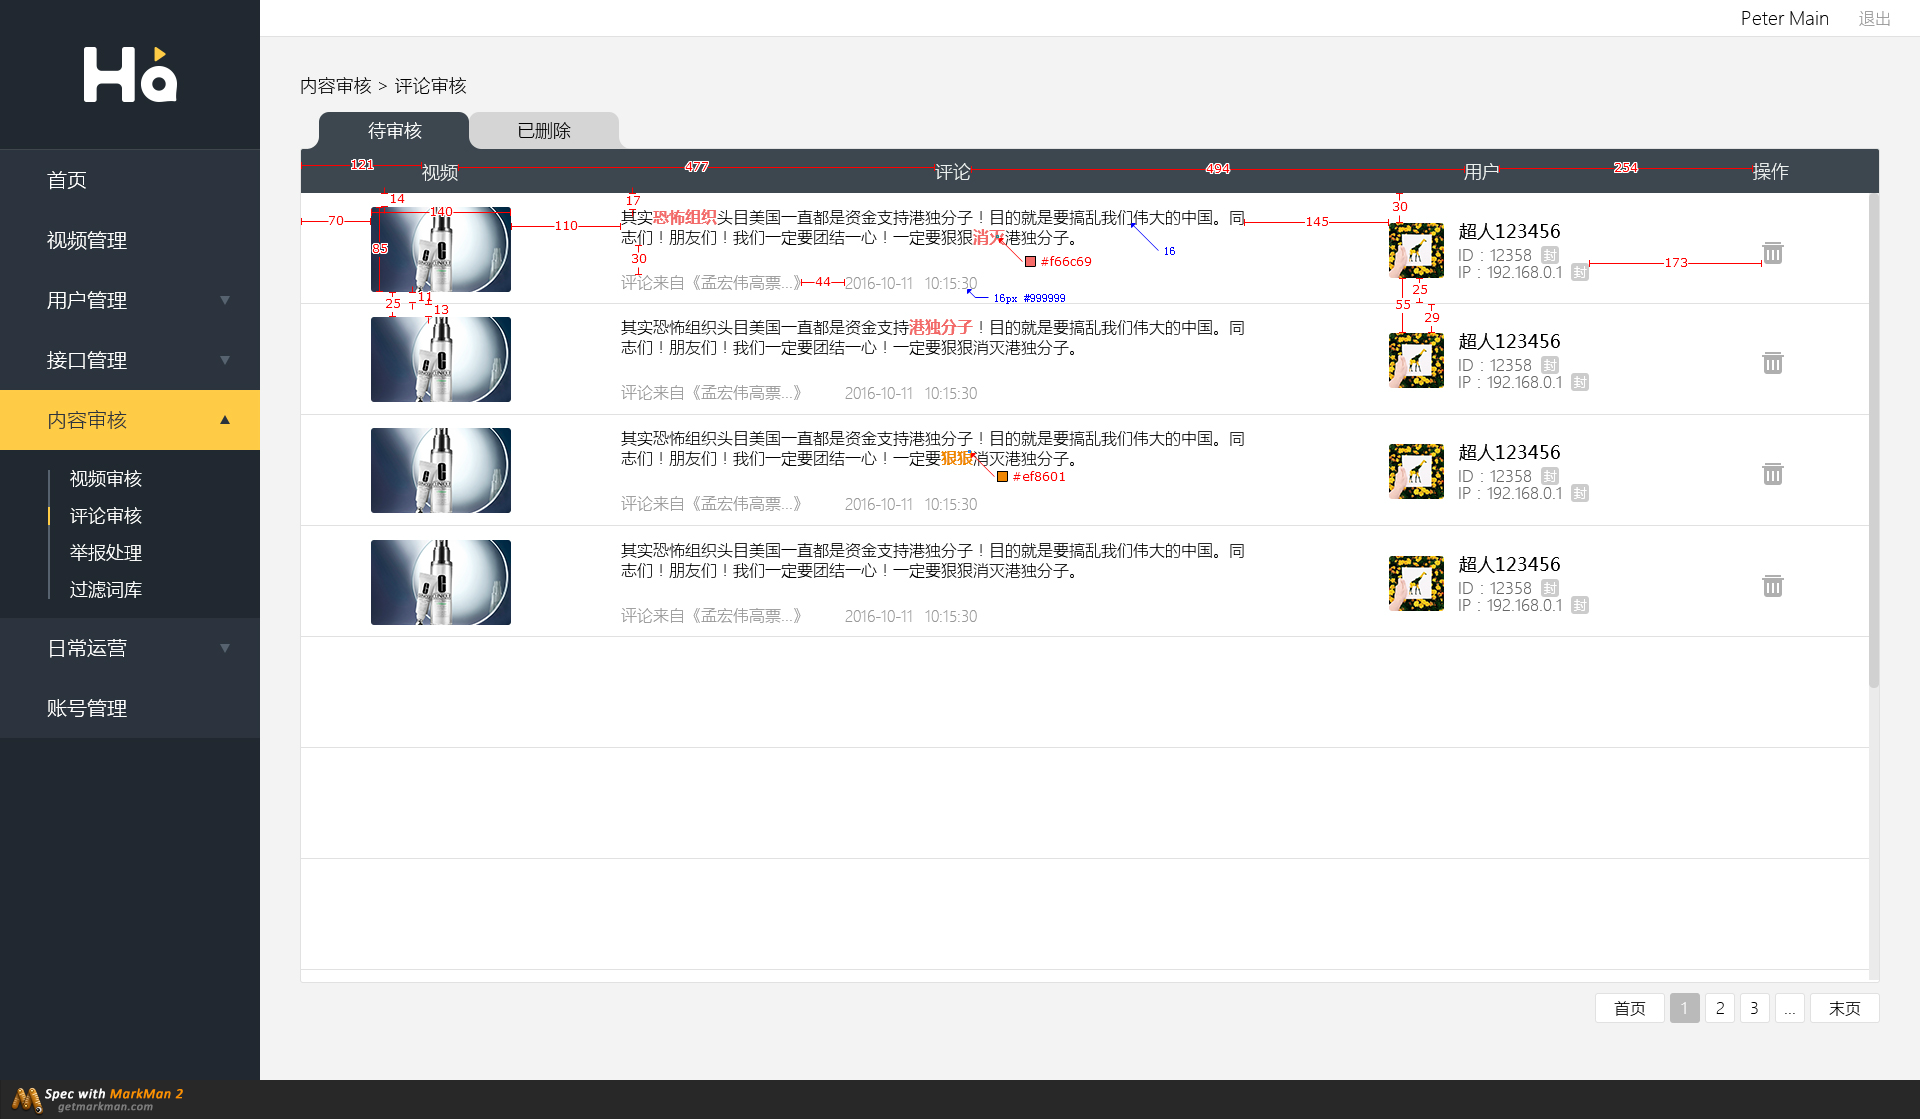 Ha
Peter Main 退出
首页
视频管理
用户管理
接口管理
内容审核
视频审核
评论审核
举报处理
过滤词库
日常运营
账号管理
内容审核 > 评论审核
待审核 已删除
视频 评论 用户 操作
121 477 494 254
14 17 30
70 140 110 145
85
其实恐怖组织头目美国一直都是资金支持港独分子！目的就是要搞乱我们伟大的中国。同
志们！朋友们！我们一定要团结一心！一定要狠狠消灭港独分子。
16
30 #f66c69
评论来自《孟宏伟高票...》 44 2016-10-11 10:15:30
16px #999999
超人123456
ID：12358 封
IP：192.168.0.1 封
173
25 11 13
55 25 29
其实恐怖组织头目美国一直都是资金支持港独分子！目的就是要搞乱我们伟大的中国。同
志们！朋友们！我们一定要团结一心！一定要狠狠消灭港独分子。
评论来自《孟宏伟高票...》 2016-10-11 10:15:30
超人123456
ID：12358 封
IP：192.168.0.1 封
其实恐怖组织头目美国一直都是资金支持港独分子！目的就是要搞乱我们伟大的中国。同
志们！朋友们！我们一定要团结一心！一定要狠狠消灭港独分子。
#ef8601
评论来自《孟宏伟高票...》 2016-10-11 10:15:30
超人123456
ID：12358 封
IP：192.168.0.1 封
其实恐怖组织头目美国一直都是资金支持港独分子！目的就是要搞乱我们伟大的中国。同
志们！朋友们！我们一定要团结一心！一定要狠狠消灭港独分子。
评论来自《孟宏伟高票...》 2016-10-11 10:15:30
超人123456
ID：12358 封
IP：192.168.0.1 封
首页 1 2 3 ... 末页
Spec with MarkMan 2
getmarkman.com